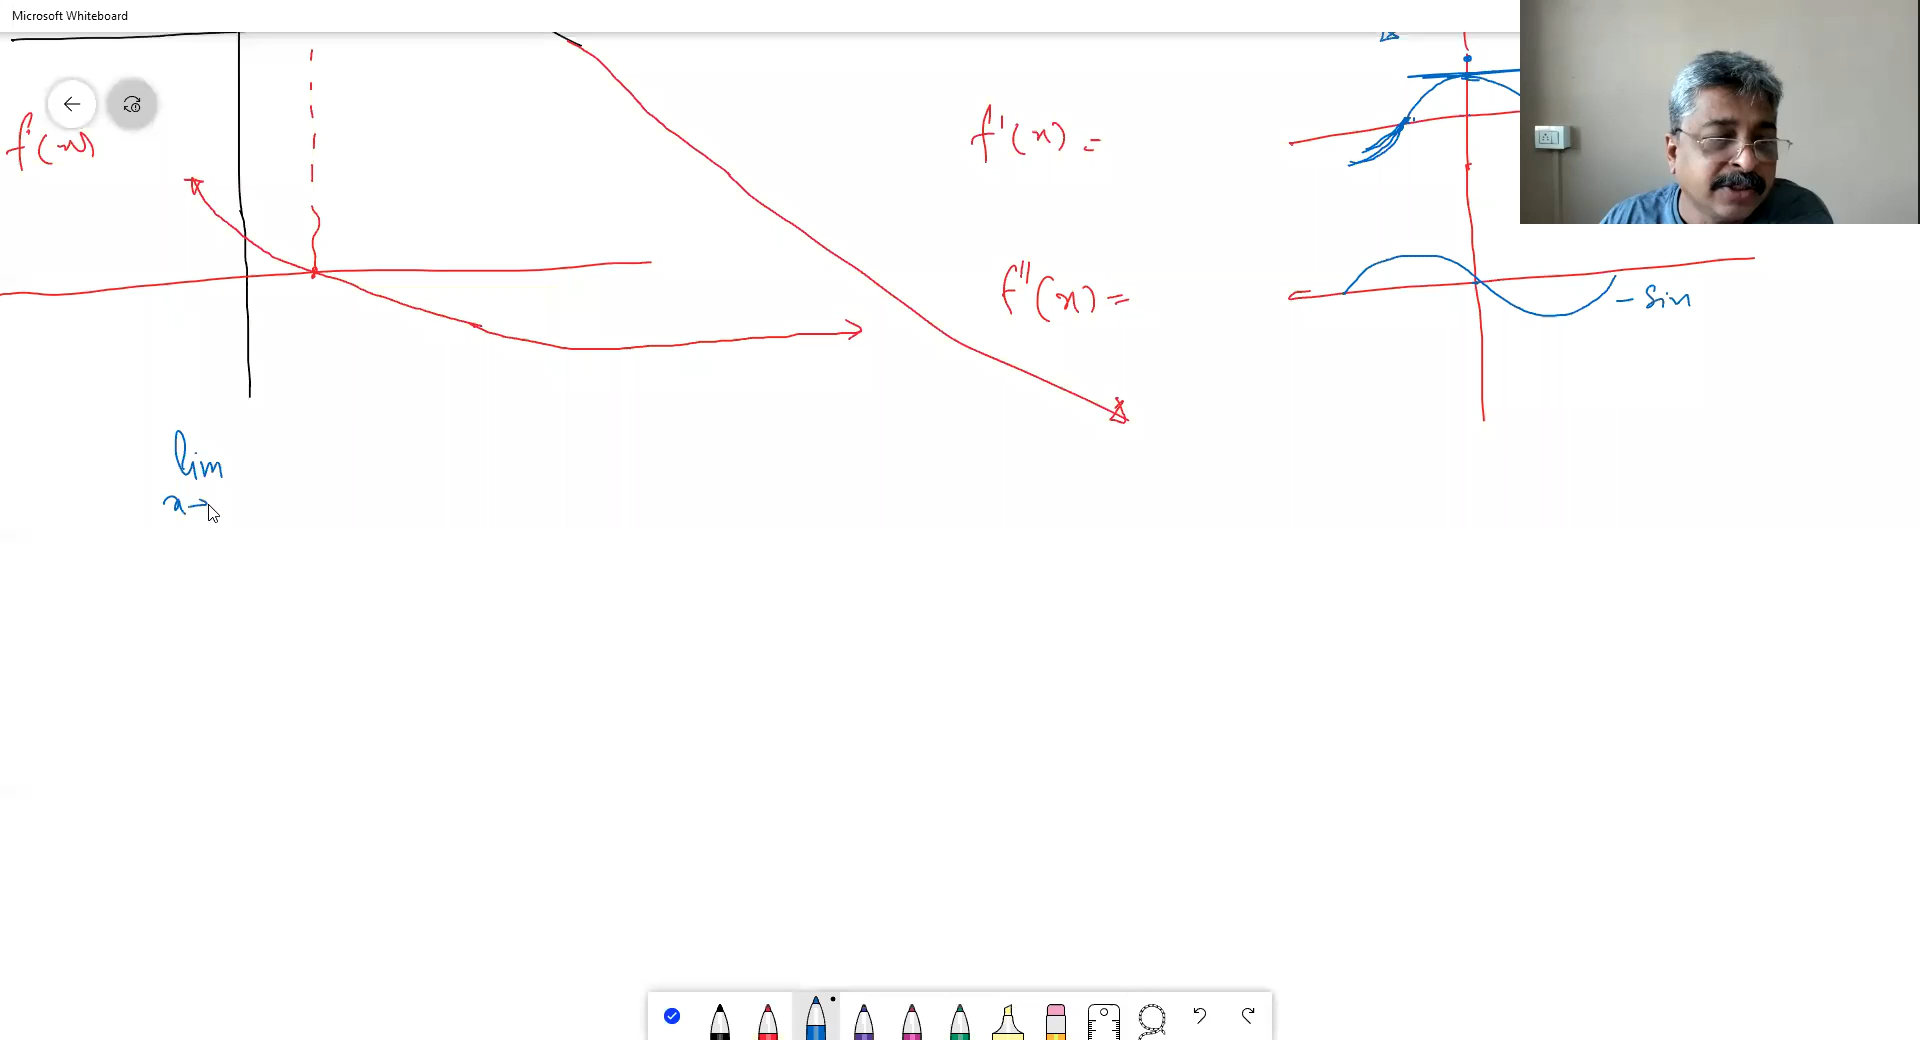 Microsoft Whiteboard
f'(x)
f'(x) =
f''(x) =
- Sin
lim
x→